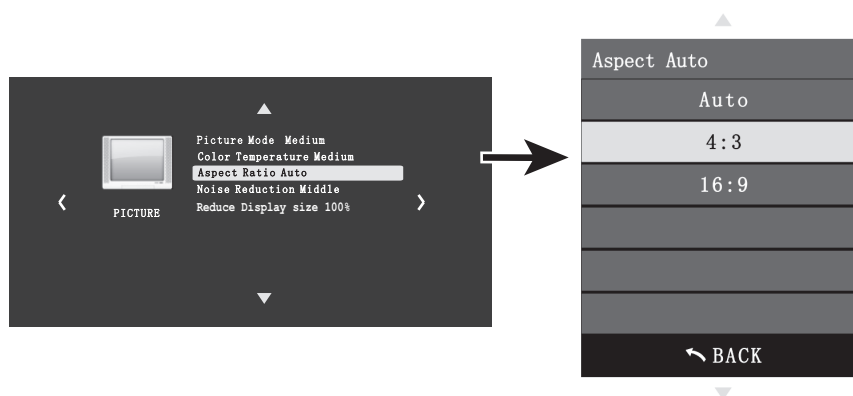 Picture Mode Medium
Color Temperature Medium
Aspect Ratio Auto
Noise Reduction Middle
Reduce Display size 100%
PICTURE
Aspect Auto
Auto
4:3
16:9
BACK